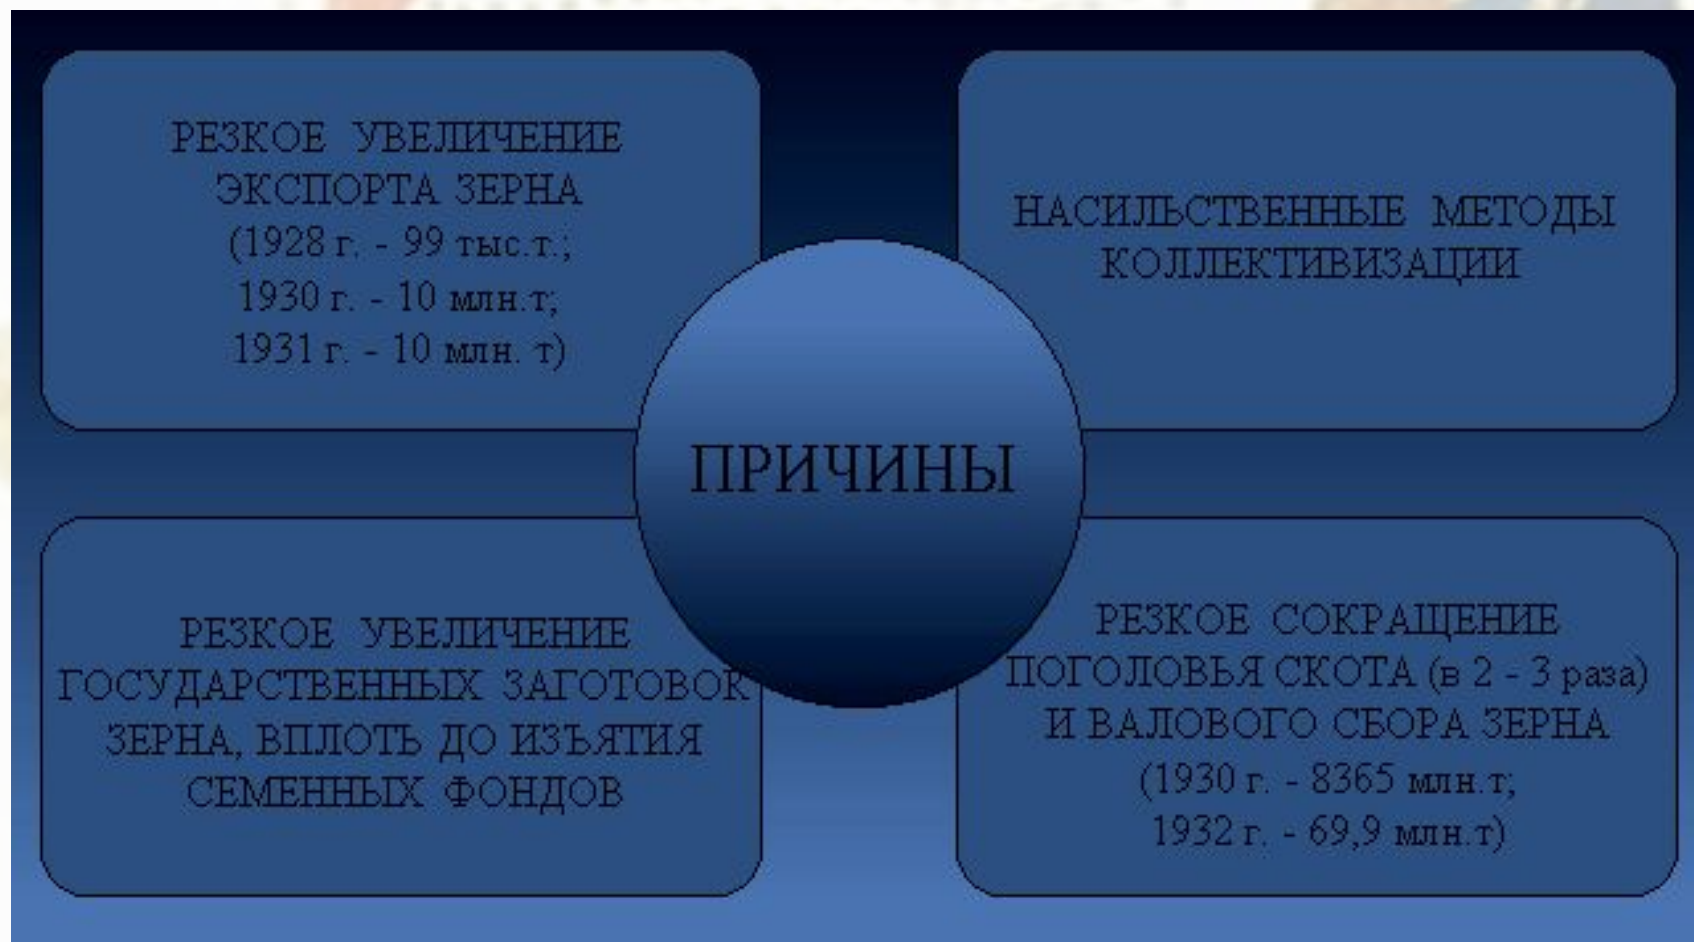 РЕЗКОЕ УВЕЛИЧЕНИЕ
ЭКСПОРТА ЗЕРНА
(1928 г. - 99 тыс.т.;
1930 г. - 10 млн.т;
1931 г. - 10 млн. т)
НАСИЛЬСТВЕННЫЕ МЕТОДЫ
КОЛЛЕКТИВИЗАЦИИ
ПРИЧИНЫ
РЕЗКОЕ УВЕЛИЧЕНИЕ
ГОСУДАРСТВЕННЫХ ЗАГОТОВОК
ЗЕРНА, ВПЛОТЬ ДО ИЗЪЯТИЯ
СЕМЕННЫХ ФОНДОВ
РЕЗКОЕ СОКРАЩЕНИЕ
ПОГОЛОВЬЯ СКОТА (в 2 - 3 раза)
И ВАЛОВОГО СБОРА ЗЕРНА
(1930 г. - 8365 млн.т;
1932 г. - 69,9 млн.т)